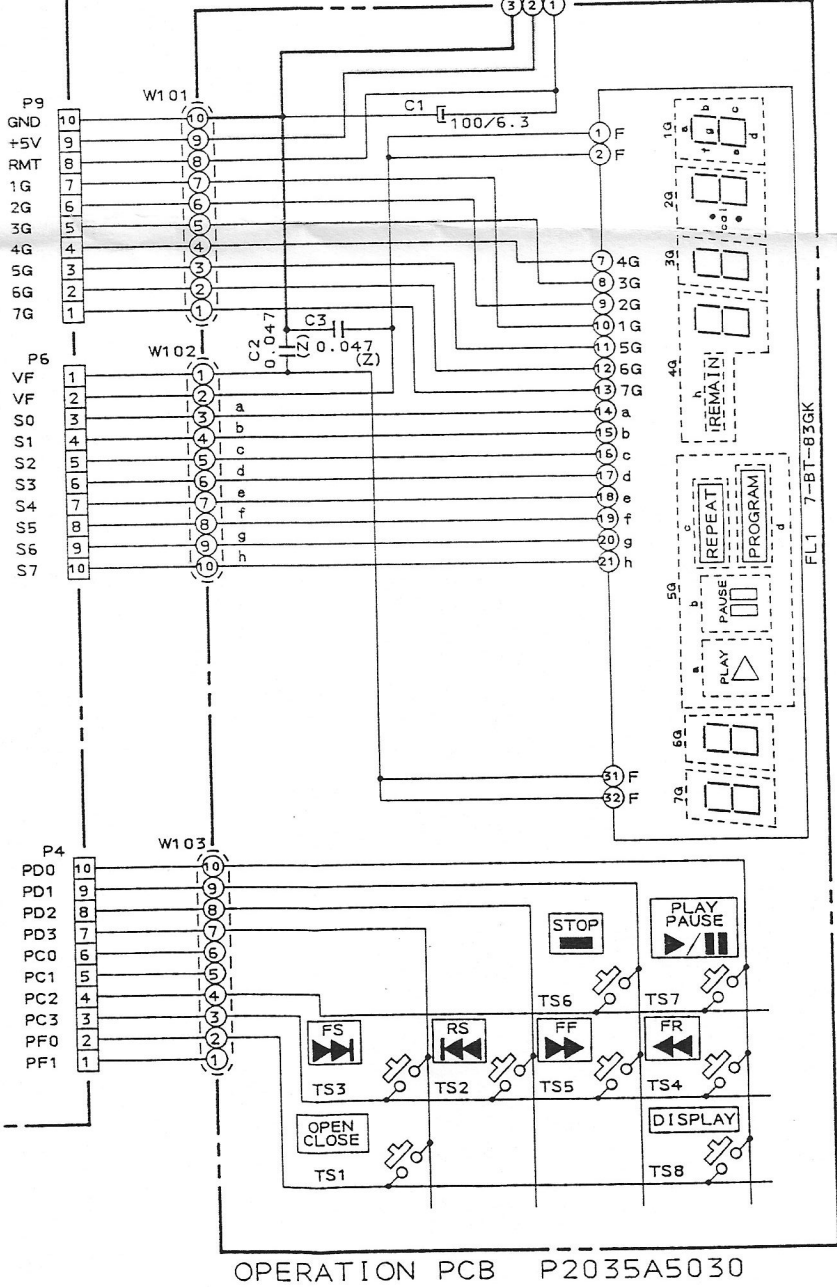 3 2 1
P9
W101
GND 10 10
+5V 9 9
RMT 8 8
1G 7 7
2G 6 6
3G 5 5
4G 4 4
5G 3 3
6G 2 2
7G 1 1
C1
100/6.3
C2
0.047
(Z)
C3
0.047
(Z)
P6
W102
VF 1 1
VF 2 2
S0 3 3 a
S1 4 4 b
S2 5 5 c
S3 6 6 d
S4 7 7 e
S5 8 8 f
S6 9 9 g
S7 10 10 h
1 F
2 F
7 4G
8 3G
9 2G
10 1G
11 5G
12 6G
13 7G
14 a
15 b
16 c
17 d
18 e
19 f
20 g
21 h
31 F
32 F
1G
a b c d e f g
2G
cal
3G
4G
h
REMAIN
5G
c
REPEAT
PROGRAM
d
b
PAUSE
a
PLAY
6G
7G
FL1 7-BT-83GK
P4
W103
PD0 10 10
PD1 9 9
PD2 8 8
PD3 7 7
PC0 6 6
PC1 5 5
PC2 4 4
PC3 3 3
PF0 2 2
PF1 1 1
STOP
TS6
PLAY
PAUSE
TS7
FS
TS3
RS
TS2
FF
TS5
FR
TS4
OPEN
CLOSE
TS1
DISPLAY
TS8
OPERATION PCB P2035A5030